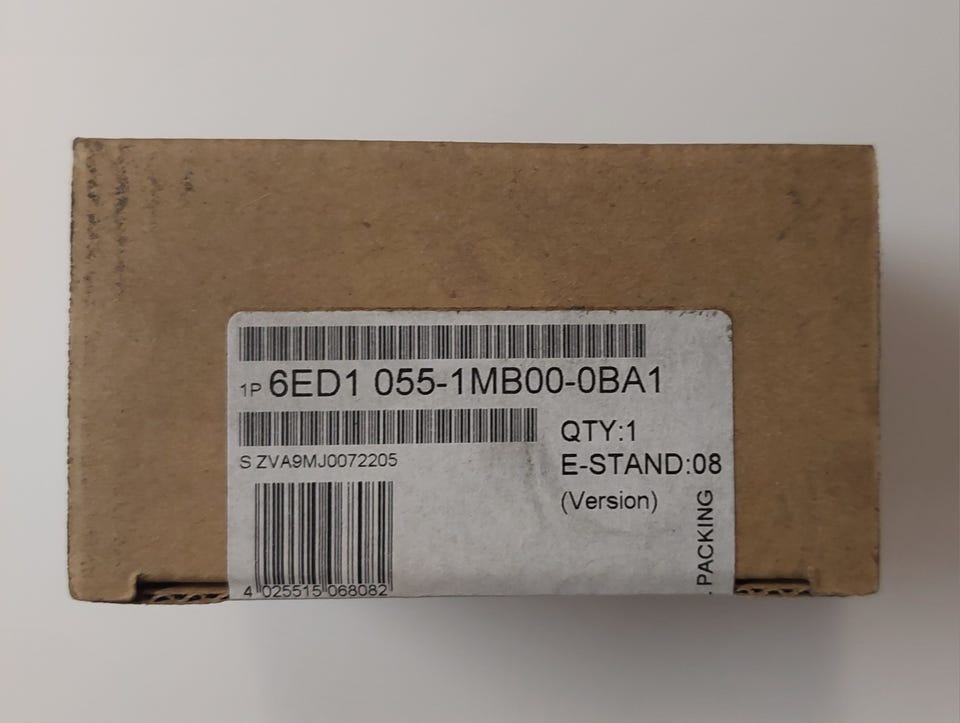 1P 6ED1 055-1MB00-0BA1
S ZVA9MJ0072205
QTY:1
E-STAND:08
(Version)
4 025515 068082
PACKING